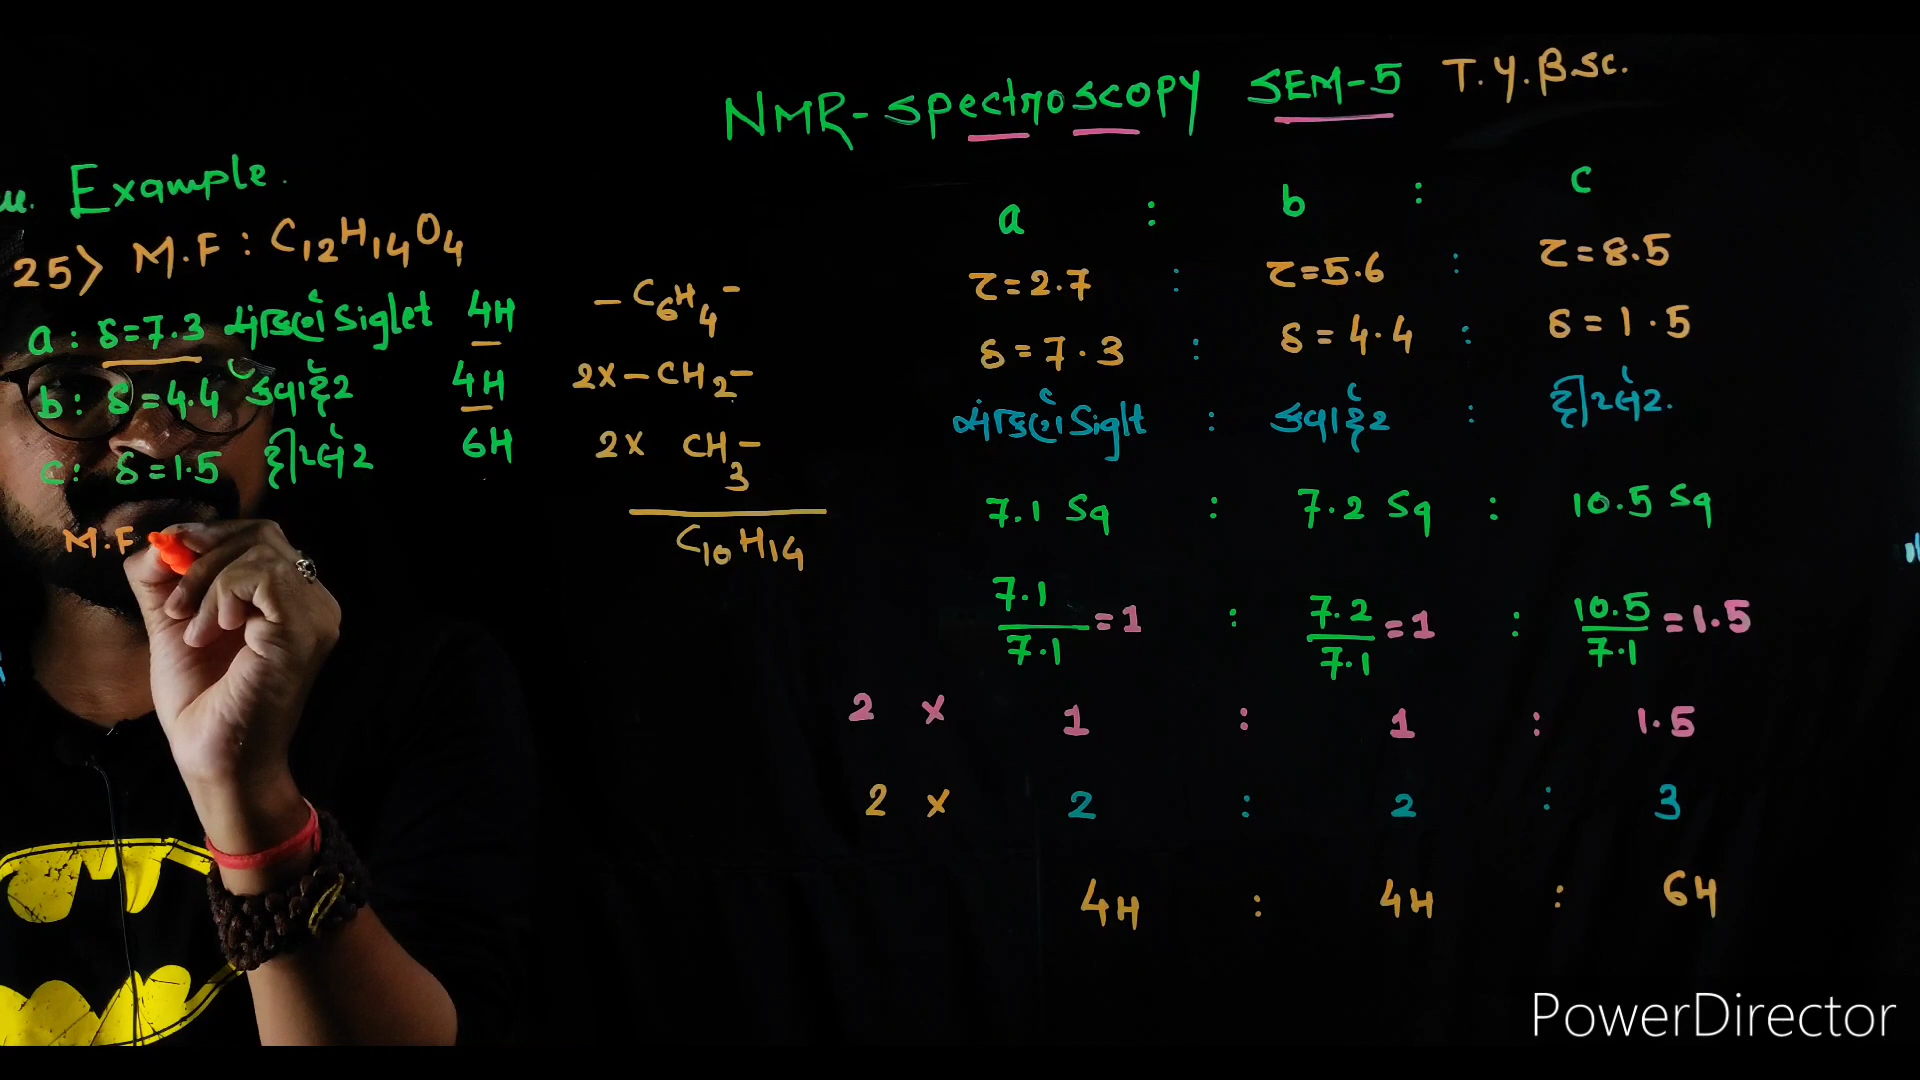 NMR-Spectroscopy SEM-5 T.Y.BSc.
u. Example.
25> M.F : C₁₂H₁₄O₄
a : δ=7.3 Siglet 4H
b : δ=4.4 ક્વાર્ટેટ 4H
c : δ=1.5 6H
M.F
-C₆H₄-
2x-CH₂-
2x CH₃-
C₁₀H₁₄
a : b : c
τ=2.7 : τ=5.6 : τ=8.5
δ=7.3 : δ=4.4 : δ=1.5
Siglt : :
7.1 Sq : 7.2 Sq : 10.5 Sq
7.1/7.1 =1 : 7.2/7.1 =1 : 10.5/7.1 =1.5
2 x 1 : 1 : 1.5
2 x 2 : 2 : 3
4H : 4H : 6H
PowerDirector